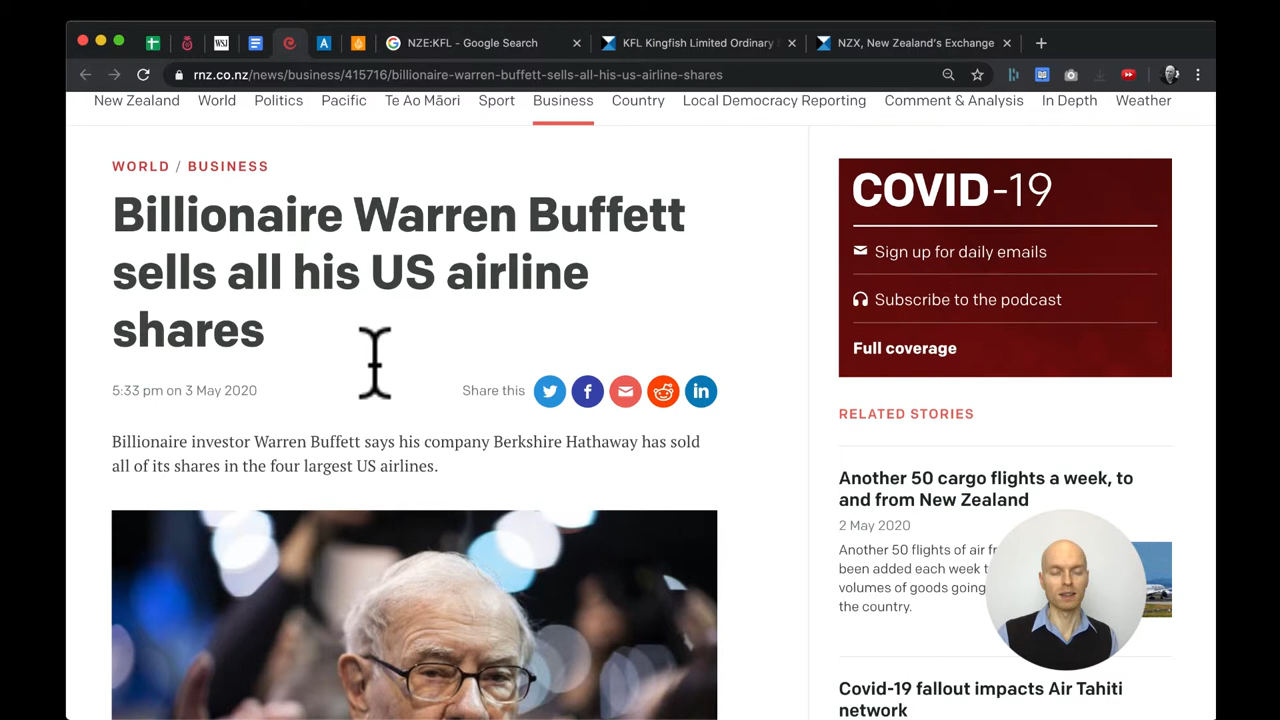 WSJ
NZE:KFL - Google Search
KFL Kingfish Limited Ordinary
NZX, New Zealand's Exchange
rnz.co.nz/news/business/415716/billionaire-warren-buffett-sells-all-his-us-airline-shares
New Zealand World Politics Pacific Te Ao Māori Sport Business Country Local Democracy Reporting Comment & Analysis In Depth Weather
WORLD / BUSINESS
Billionaire Warren Buffett
sells all his US airline
shares
5:33 pm on 3 May 2020
Share this
Billionaire investor Warren Buffett says his company Berkshire Hathaway has sold
all of its shares in the four largest US airlines.
COVID-19
Sign up for daily emails
Subscribe to the podcast
Full coverage
RELATED STORIES
Another 50 cargo flights a week, to
and from New Zealand
2 May 2020
Another 50 flights of air
been added each week
volumes of goods going
the country.
Covid-19 fallout impacts Air Tahiti
network